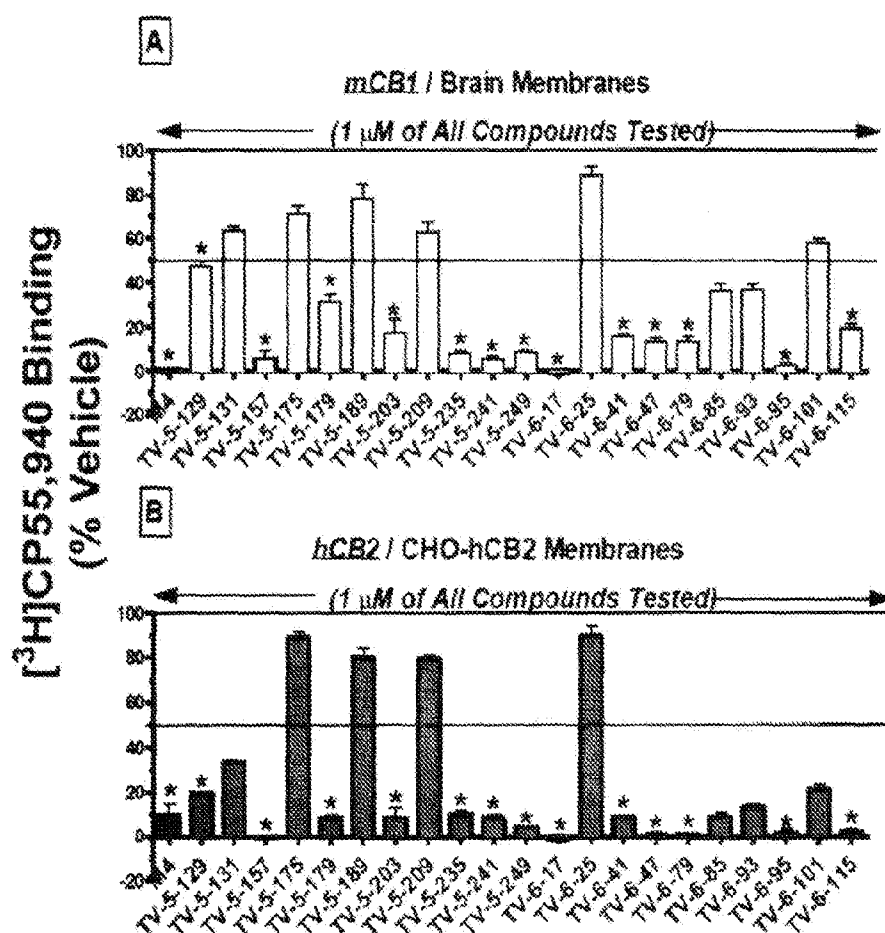 A
mCB1 / Brain Membranes
(1 µM of All Compounds Tested)
[³H]CP55,940 Binding
(% Vehicle)
100
80
60
40
20
0
-20
M4
TV-5-129
TV-5-131
TV-5-157
TV-5-175
TV-5-179
TV-5-189
TV-5-203
TV-5-209
TV-5-235
TV-5-241
TV-5-249
TV-6-17
TV-6-25
TV-6-41
TV-6-47
TV-6-79
TV-6-85
TV-6-93
TV-6-95
TV-6-101
TV-6-115
B
hCB2 / CHO-hCB2 Membranes
(1 µM of All Compounds Tested)
100
80
60
40
20
0
-20
M4
TV-5-129
TV-5-131
TV-5-157
TV-5-175
TV-5-179
TV-5-189
TV-5-203
TV-5-209
TV-5-235
TV-5-241
TV-5-249
TV-6-17
TV-6-25
TV-6-41
TV-6-47
TV-6-79
TV-6-85
TV-6-93
TV-6-95
TV-6-101
TV-6-115